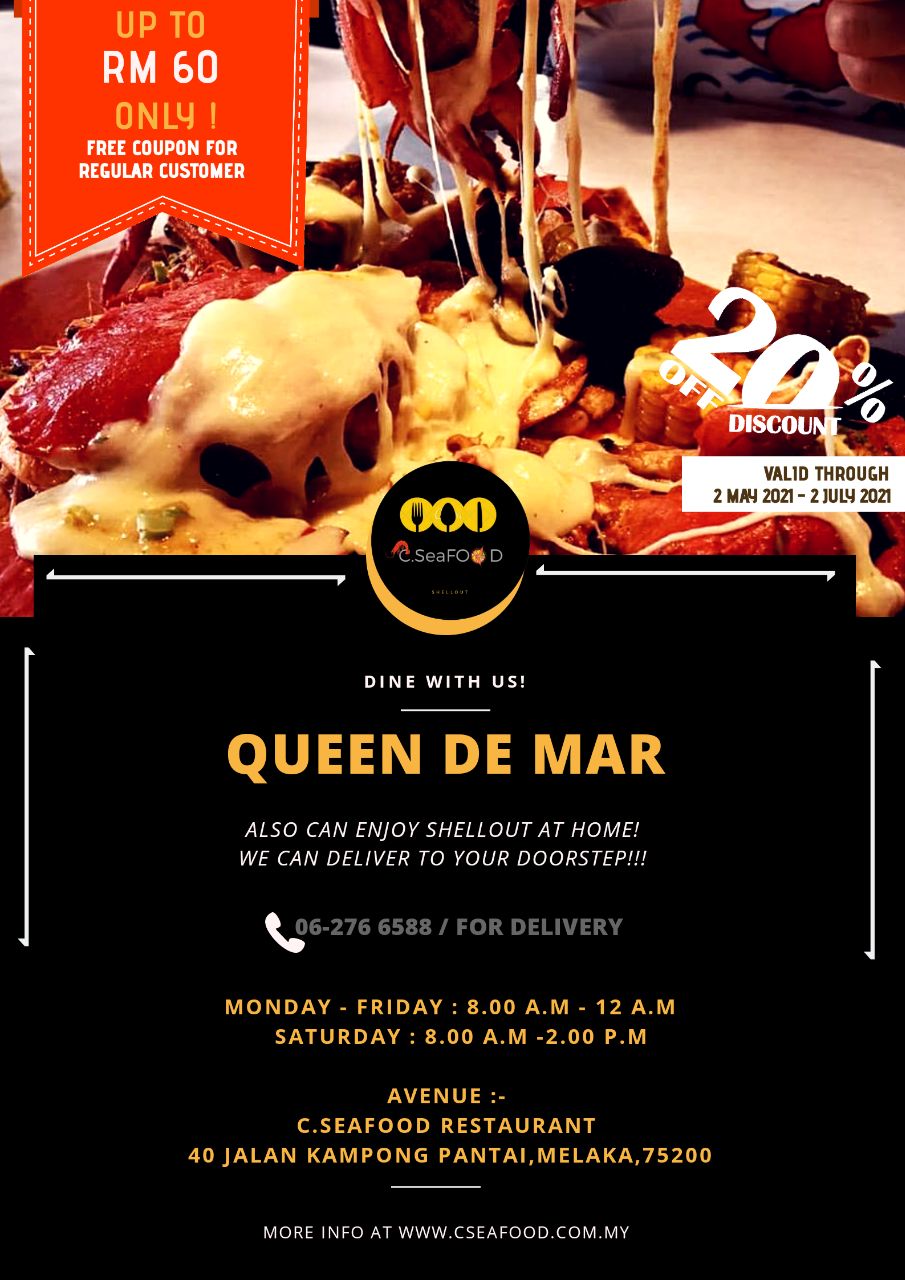 UP TO
RM 60
ONLY !
FREE COUPON FOR
REGULAR CUSTOMER
20%
OFF
DISCOUNT
VALID THROUGH
2 MAY 2021 - 2 JULY 2021
C.SeaFOOD
SHELLOUT
DINE WITH US!
QUEEN DE MAR
ALSO CAN ENJOY SHELLOUT AT HOME!
WE CAN DELIVER TO YOUR DOORSTEP!!!
06-276 6588 / FOR DELIVERY
MONDAY - FRIDAY : 8.00 A.M - 12 A.M
SATURDAY : 8.00 A.M -2.00 P.M
AVENUE :-
C.SEAFOOD RESTAURANT
40 JALAN KAMPONG PANTAI,MELAKA,75200
MORE INFO AT WWW.CSEAFOOD.COM.MY